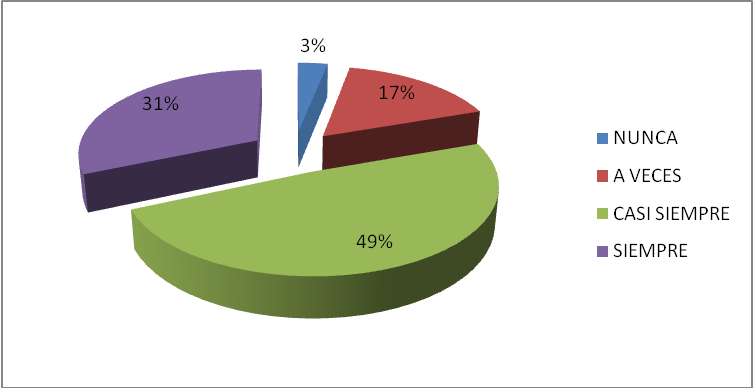 3%
17%
31%
49%
NUNCA
A VECES
CASI SIEMPRE
SIEMPRE